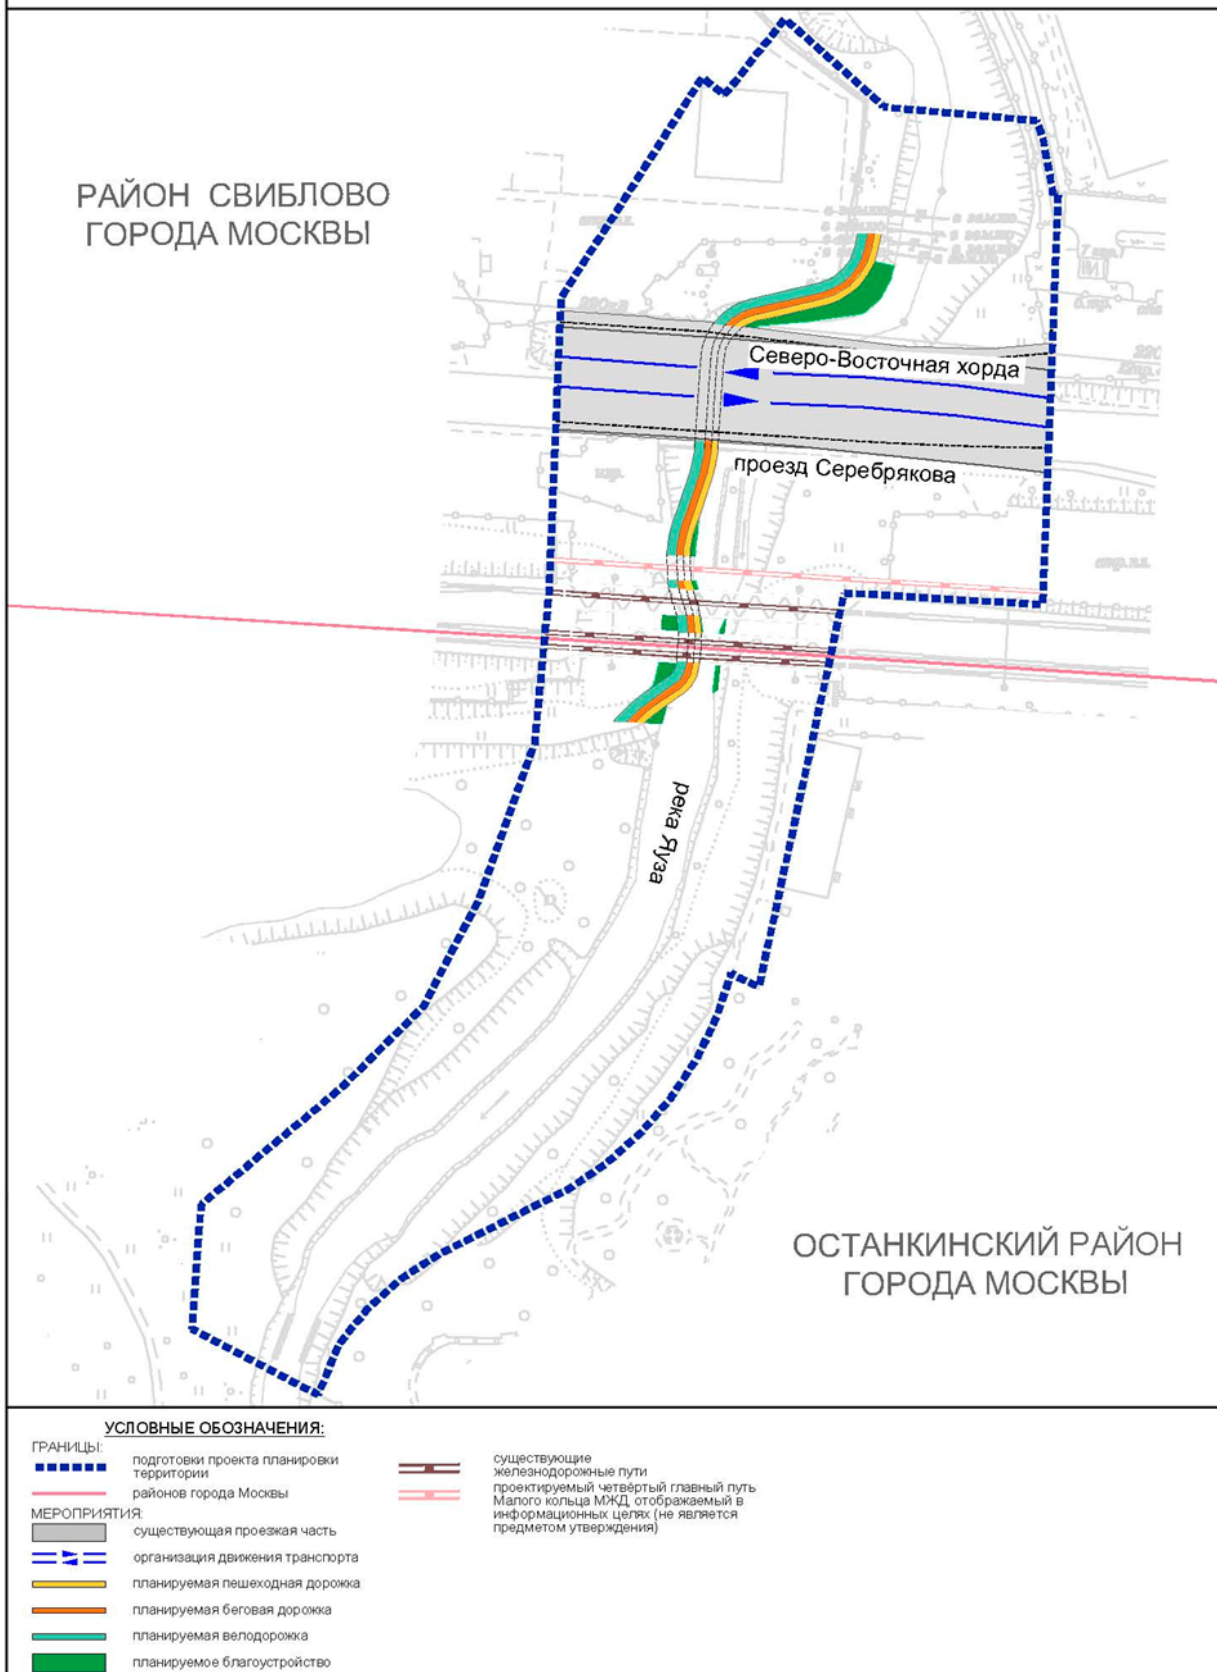 РАЙОН СВИБЛОВО
ГОРОДА МОСКВЫ
220кВ
Северо-Восточная хорда
проезд Серебрякова
река Яуза
ОСТАНКИНСКИЙ РАЙОН
ГОРОДА МОСКВЫ
УСЛОВНЫЕ ОБОЗНАЧЕНИЯ:
ГРАНИЦЫ:
подготовки проекта планировки
территории
районов города Москвы
МЕРОПРИЯТИЯ:
существующая проезжая часть
организация движения транспорта
планируемая пешеходная дорожка
планируемая беговая дорожка
планируемая велодорожка
планируемое благоустройство
существующие
железнодорожные пути
проектируемый четвёртый главный путь
Малого кольца МЖД, отображаемый в
информационных целях (не является
предметом утверждения)